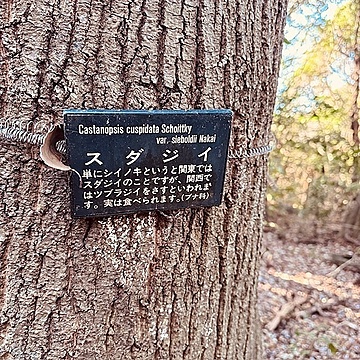 Castanopsis cuspidata Schottky
var. sieboldii Nakai
スダジイ
単にシイノキというと関東では
スダジイのことですが、関西で
はツブラジイをさすといわれま
す。実は食べられます。(ブナ科)